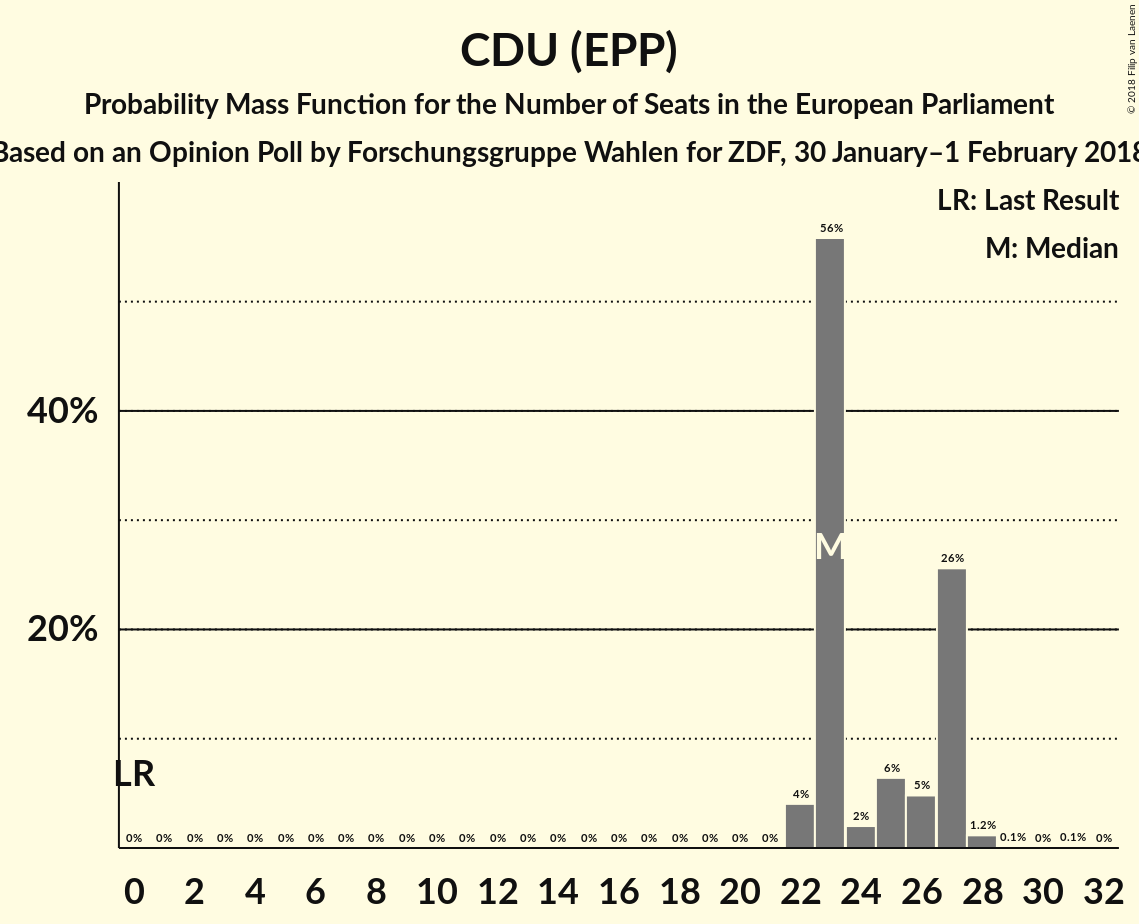 CDU (EPP)
Probability Mass Function for the Number of Seats in the European Parliament
Based on an Opinion Poll by Forschungsgruppe Wahlen for ZDF, 30 January–1 February 2018
© 2018 Filip van Laenen
LR: Last Result
M: Median
56%
40%
M
26%
20%
LR
6%
5%
4%
2%
1.2%
0% 0% 0% 0% 0% 0% 0% 0% 0% 0% 0% 0% 0% 0% 0% 0% 0% 0% 0% 0% 0% 0% 0.1% 0% 0.1% 0%
0 2 4 6 8 10 12 14 16 18 20 22 24 26 28 30 32